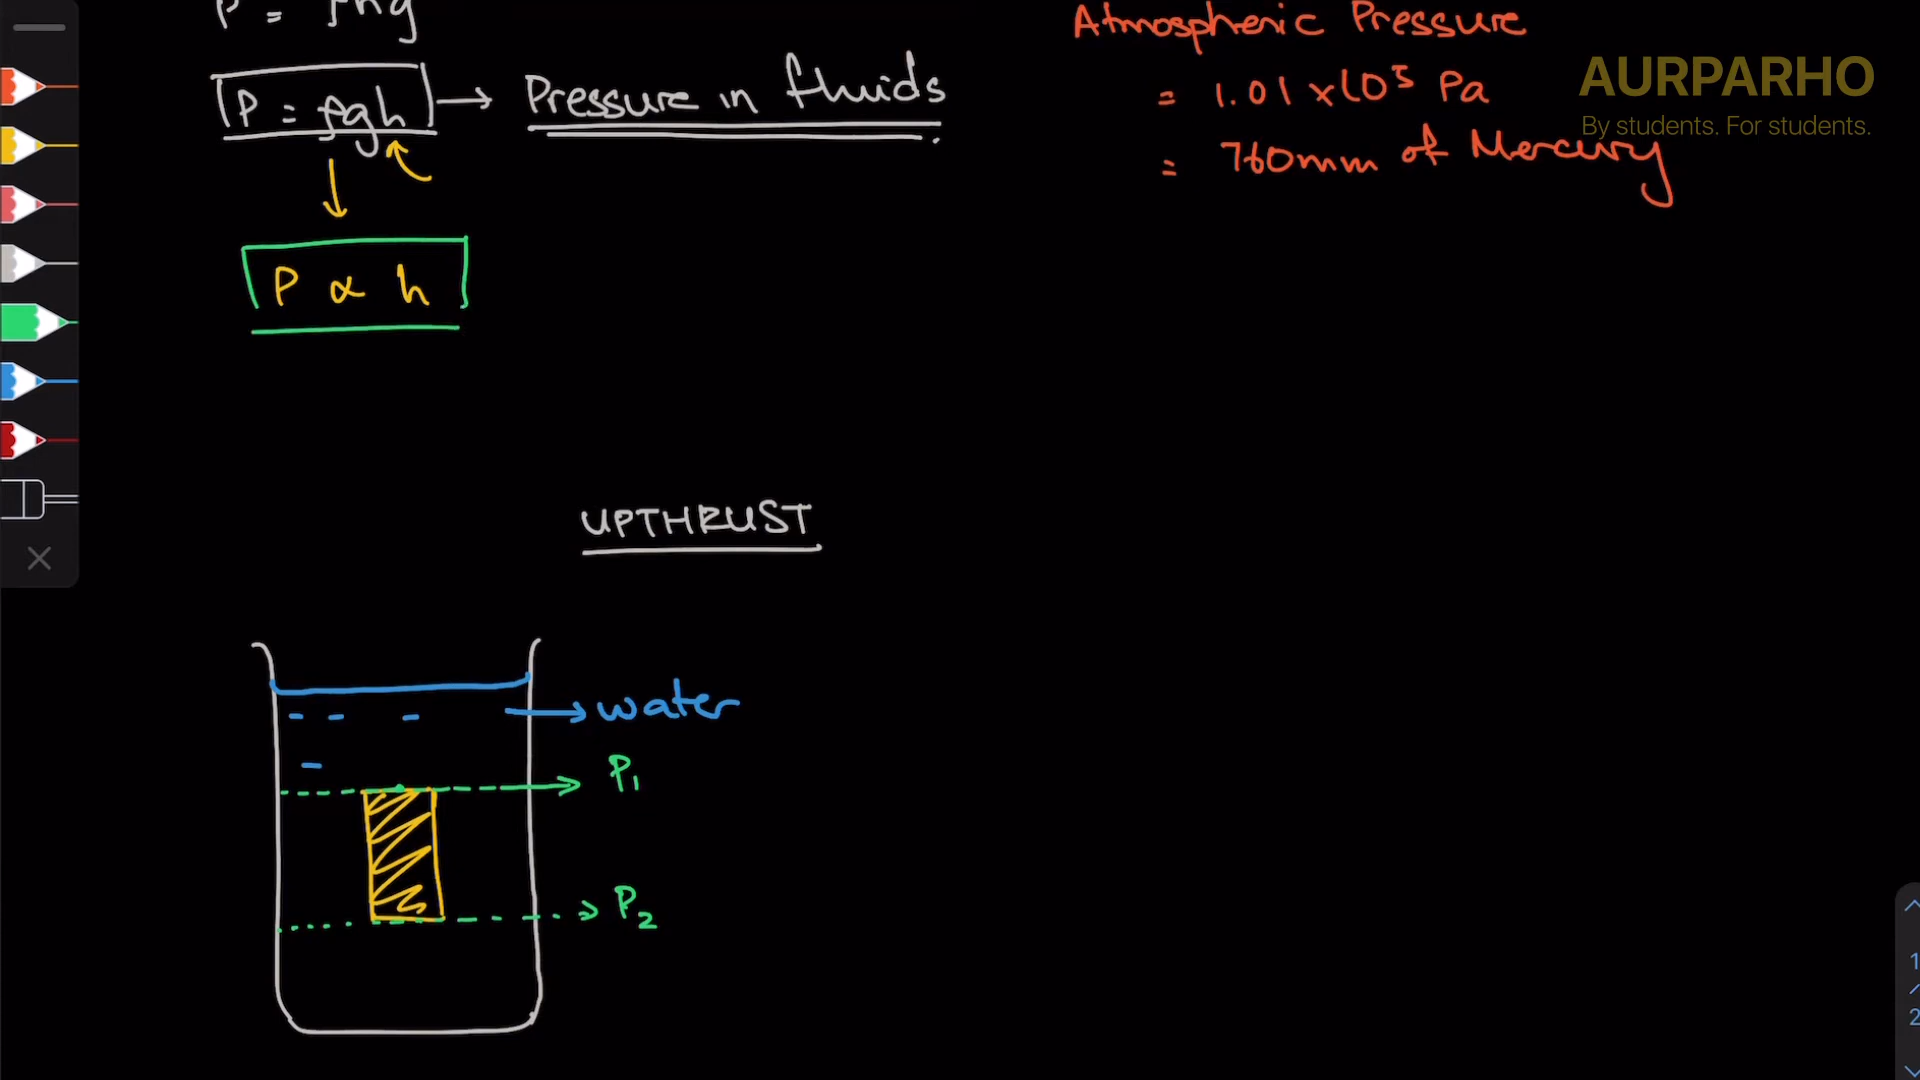 P = ρhg
P = ρgh → Pressure in fluids.
P ∝ h
Atmospheric Pressure
= 1.01 × 10⁵ Pa
= 760mm of Mercury
AURPARHO
By students. For students.
UPTHRUST
water
P₁
P₂
1
/
2